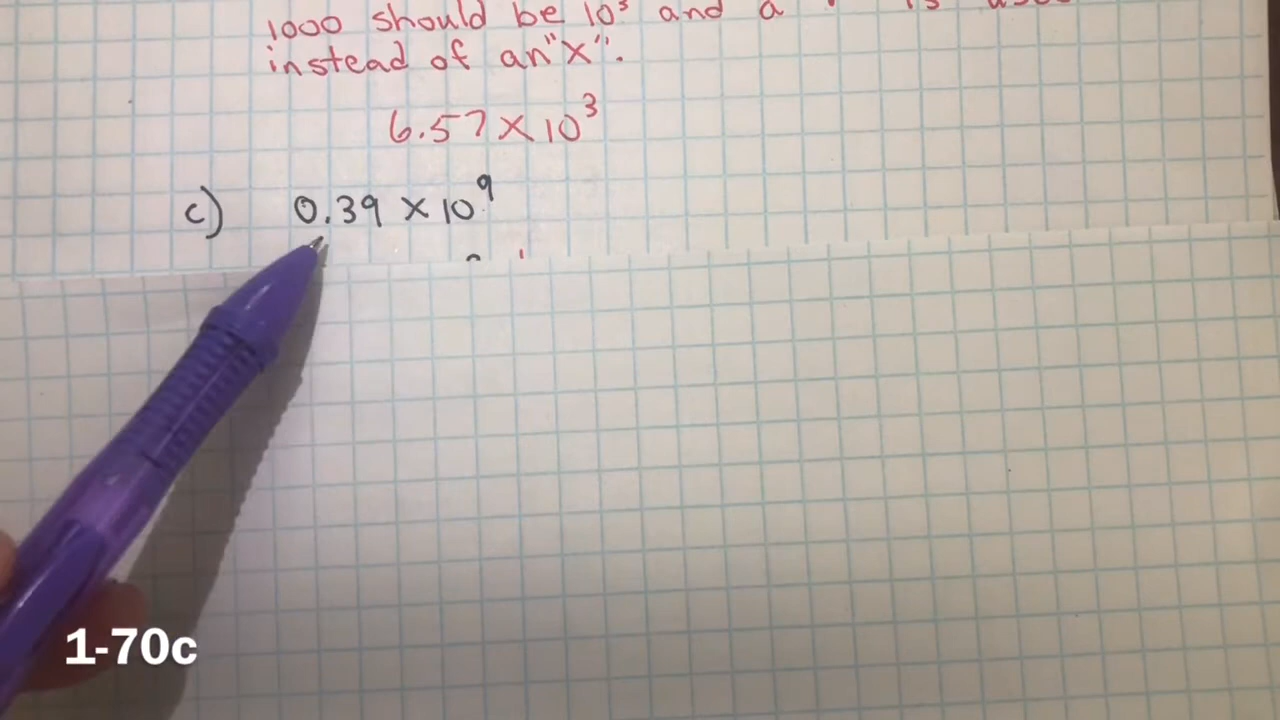 1000 should be 10³ and a
instead of an "X".
6.57 × 10³
c) 0.39 × 10⁹
1-70c